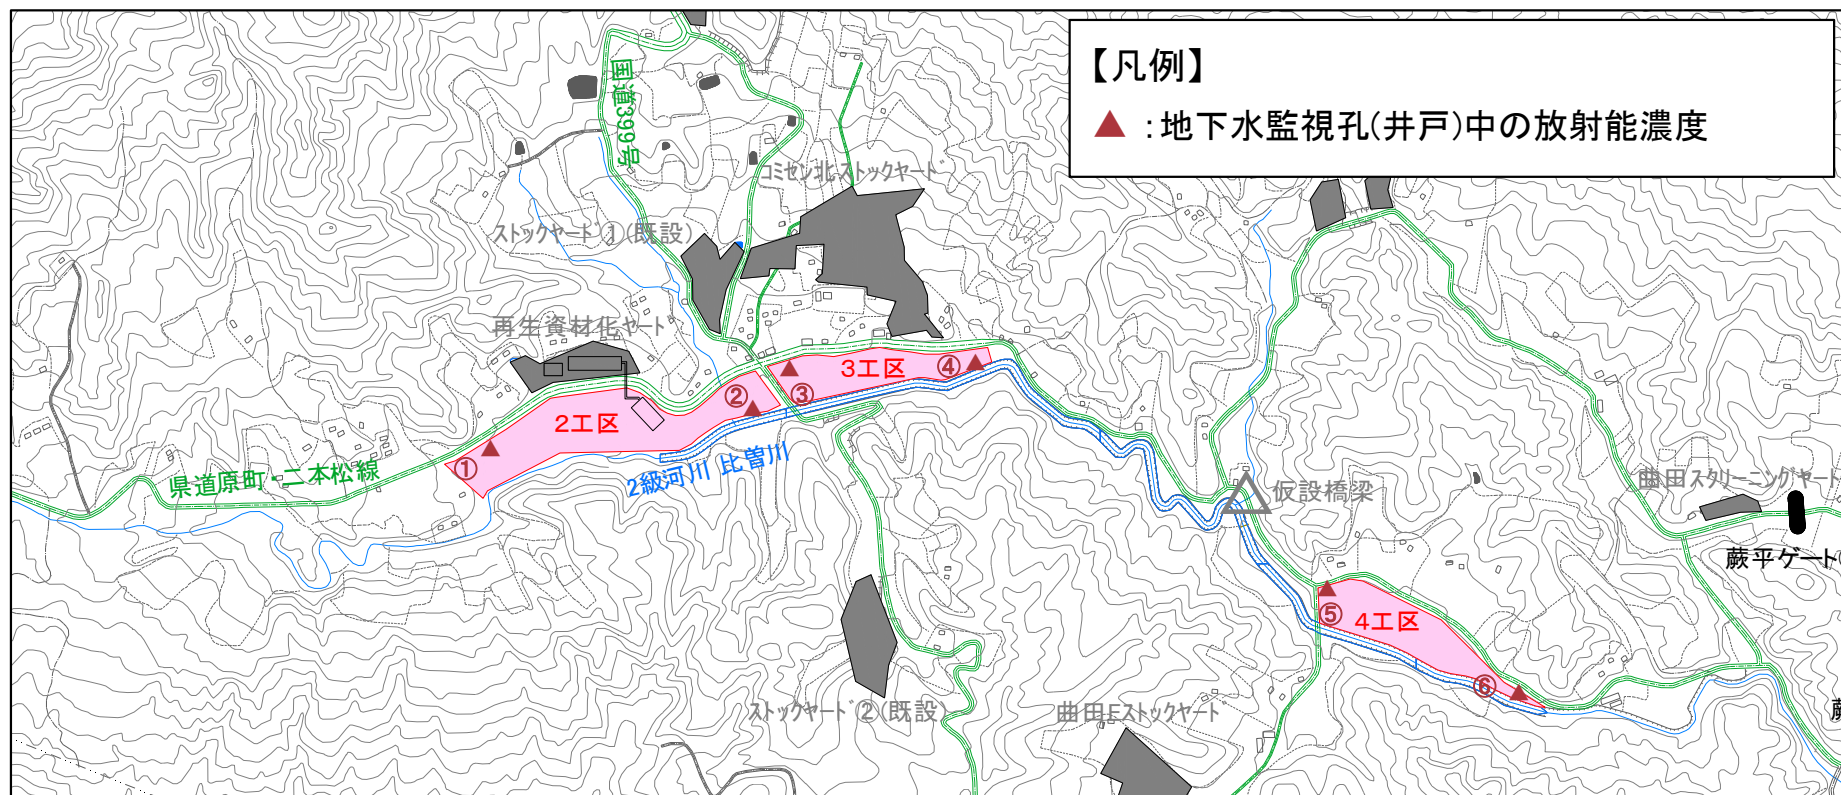 【凡例】
▲ :地下水監視孔(井戸)中の放射能濃度
国道399号
コミセン北ストックヤード
ストックヤード①(既設)
再生資材化ヤード
3工区
④
③
②
2工区
①
県道原町・二本松線
2級河川 比曽川
仮設橋梁
曲田スクリーニングヤード
蕨平ゲート
⑤
4工区
⑥
ストックヤード②(既設)
曲田Eストックヤード
蕨